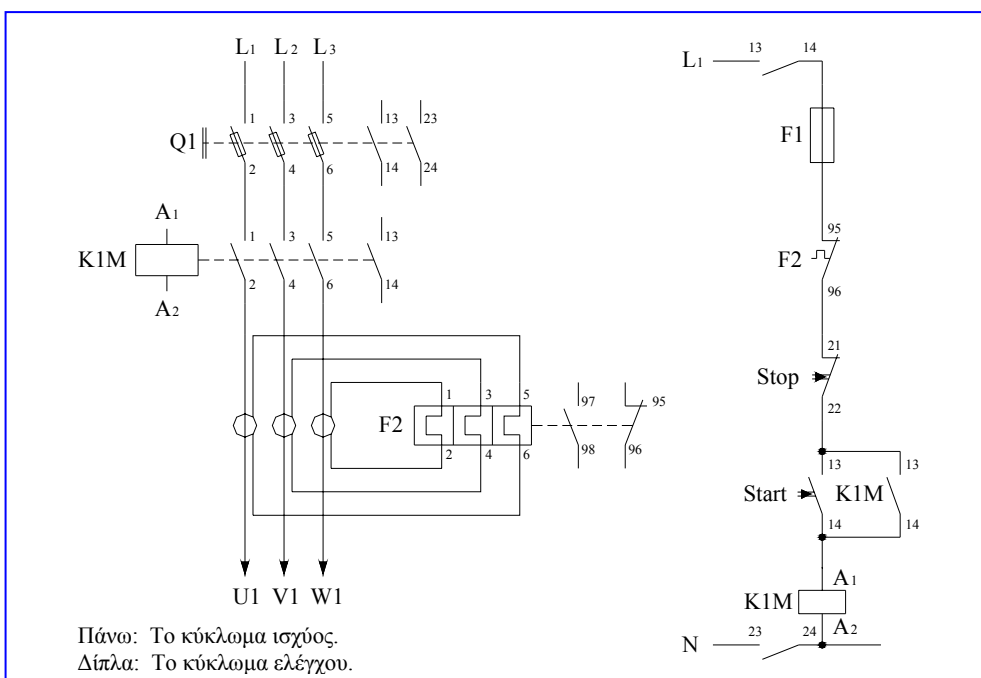 L1 L2 L3
1 3 5 13 23
Q1
2 4 6 14 24
A1
1 3 5 13
K1M
2 4 6 14
A2
1 3 5 97 95
F2
2 4 6 98 96
U1 V1 W1
Πάνω: Το κύκλωμα ισχύος.
Δίπλα: Το κύκλωμα ελέγχου.
13 14
L1
F1
95
F2
96
21
Stop
22
13 13
Start K1M
14 14
A1
K1M
A2
23 24
N